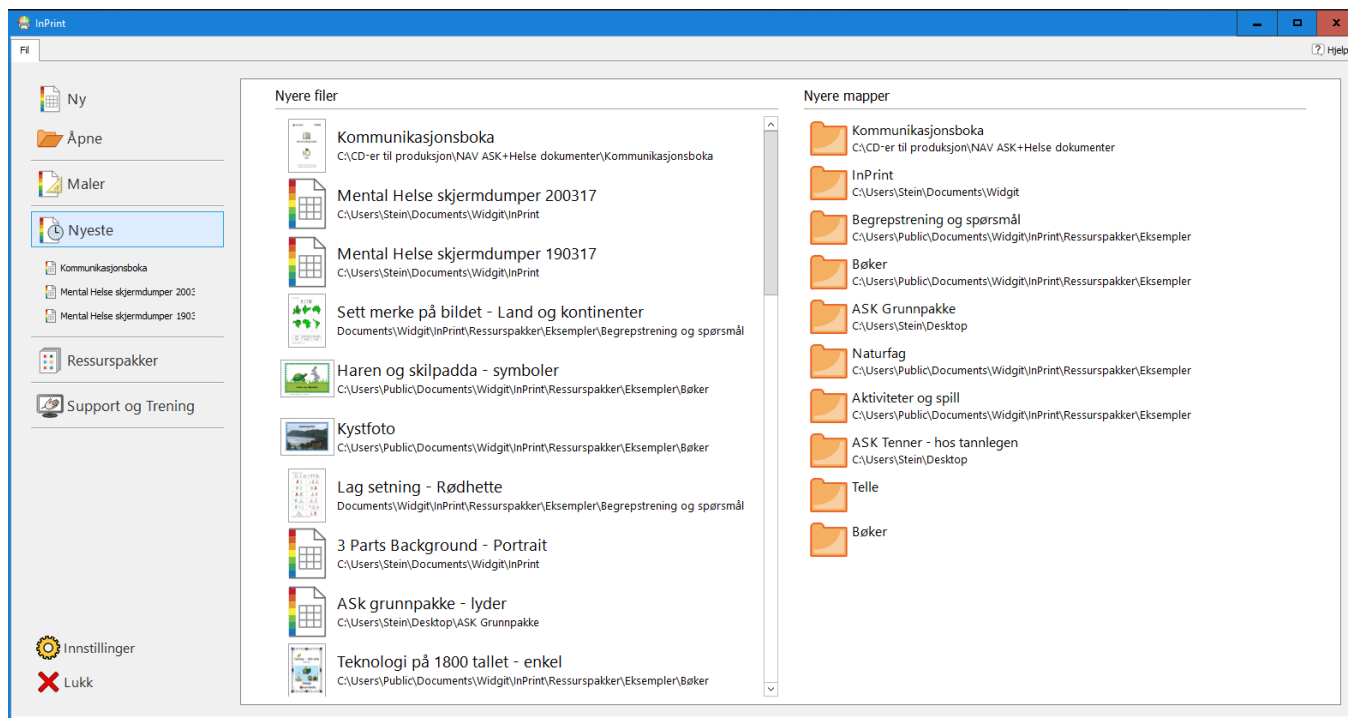 InPrint
Fil
Hjelp
Ny
Åpne
Maler
Nyeste
Kommunikasjonsboka
Mental Helse skjermdumper 2003
Mental Helse skjermdumper 1903
Ressurspakker
Support og Trening
Innstillinger
Lukk
Nyere filer
Kommunikasjonsboka
C:\CD-er til produksjon\NAV ASK+Helse dokumenter\Kommunikasjonsboka
Mental Helse skjermdumper 200317
C:\Users\Stein\Documents\Widgit\InPrint
Mental Helse skjermdumper 190317
C:\Users\Stein\Documents\Widgit\InPrint
Sett merke på bildet - Land og kontinenter
Documents\Widgit\InPrint\Ressurspakker\Eksempler\Begrepstrening og spørsmål
Haren og skilpadda - symboler
C:\Users\Public\Documents\Widgit\InPrint\Ressurspakker\Eksempler\Bøker
Kystfoto
C:\Users\Public\Documents\Widgit\InPrint\Ressurspakker\Eksempler\Bøker
Lag setning - Rødhette
Documents\Widgit\InPrint\Ressurspakker\Eksempler\Begrepstrening og spørsmål
3 Parts Background - Portrait
C:\Users\Stein\Documents\Widgit\InPrint
ASk grunnpakke - lyder
C:\Users\Stein\Desktop\ASK Grunnpakke
Teknologi på 1800 tallet - enkel
C:\Users\Public\Documents\Widgit\InPrint\Ressurspakker\Eksempler\Bøker
Nyere mapper
Kommunikasjonsboka
C:\CD-er til produksjon\NAV ASK+Helse dokumenter
InPrint
C:\Users\Stein\Documents\Widgit
Begrepstrening og spørsmål
C:\Users\Public\Documents\Widgit\InPrint\Ressurspakker\Eksempler
Bøker
C:\Users\Public\Documents\Widgit\InPrint\Ressurspakker\Eksempler
ASK Grunnpakke
C:\Users\Stein\Desktop
Naturfag
C:\Users\Public\Documents\Widgit\InPrint\Ressurspakker\Eksempler
Aktiviteter og spill
C:\Users\Public\Documents\Widgit\InPrint\Ressurspakker\Eksempler
ASK Tenner - hos tannlegen
C:\Users\Stein\Desktop
Telle
Bøker